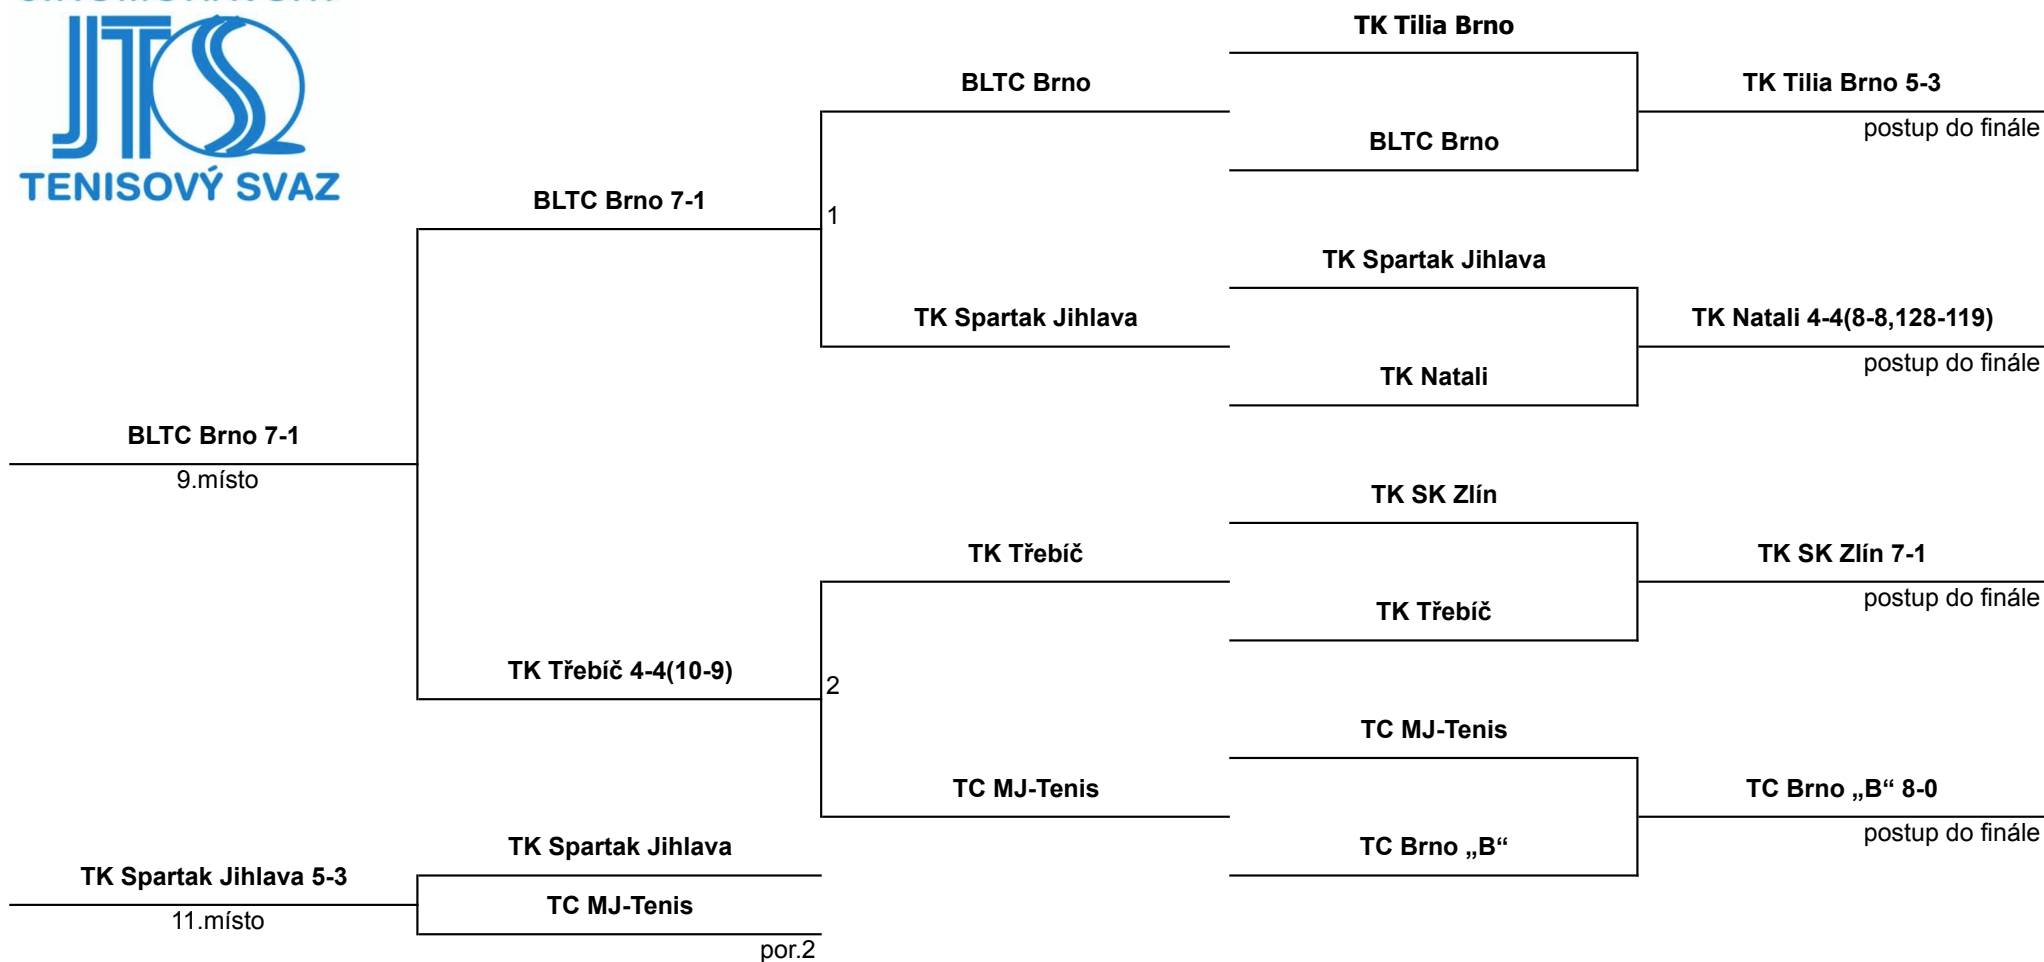 TENISOVÝ SVAZ
TK Tilia Brno
BLTC Brno
TK Tilia Brno 5-3
postup do finále
BLTC Brno
BLTC Brno 7-1
1
TK Spartak Jihlava
TK Spartak Jihlava
TK Natali 4-4(8-8,128-119)
postup do finále
TK Natali
BLTC Brno 7-1
9.místo
TK SK Zlín
TK Třebíč
TK SK Zlín 7-1
postup do finále
TK Třebíč
TK Třebíč 4-4(10-9)
2
TC MJ-Tenis
TC MJ-Tenis
TC Brno „B“ 8-0
postup do finále
TC Brno „B“
TK Spartak Jihlava
TK Spartak Jihlava 5-3
11.místo
TC MJ-Tenis
por.2